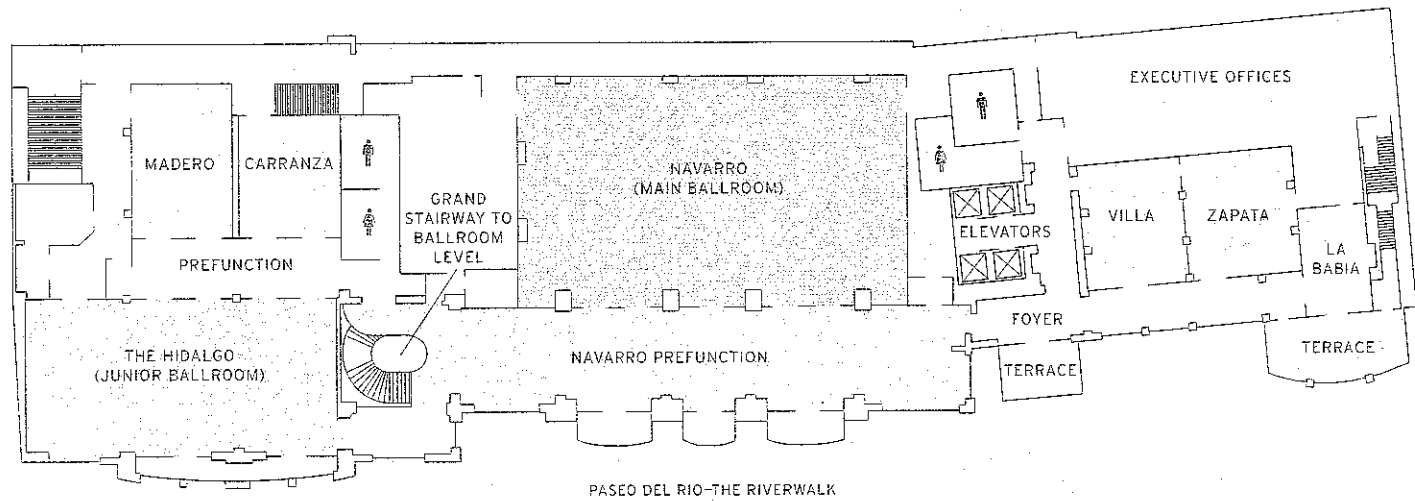 EXECUTIVE OFFICES
MADERO
CARRANZA
NAVARRO
(MAIN BALLROOM)
GRAND
STAIRWAY TO
BALLROOM
LEVEL
VILLA
ZAPATA
ELEVATORS
PREFUNCTION
LA
BABIA
FOYER
THE HIDALGO
(JUNIOR BALLROOM)
NAVARRO PREFUNCTION
TERRACE
TERRACE
PASEO DEL RIO-THE RIVERWALK